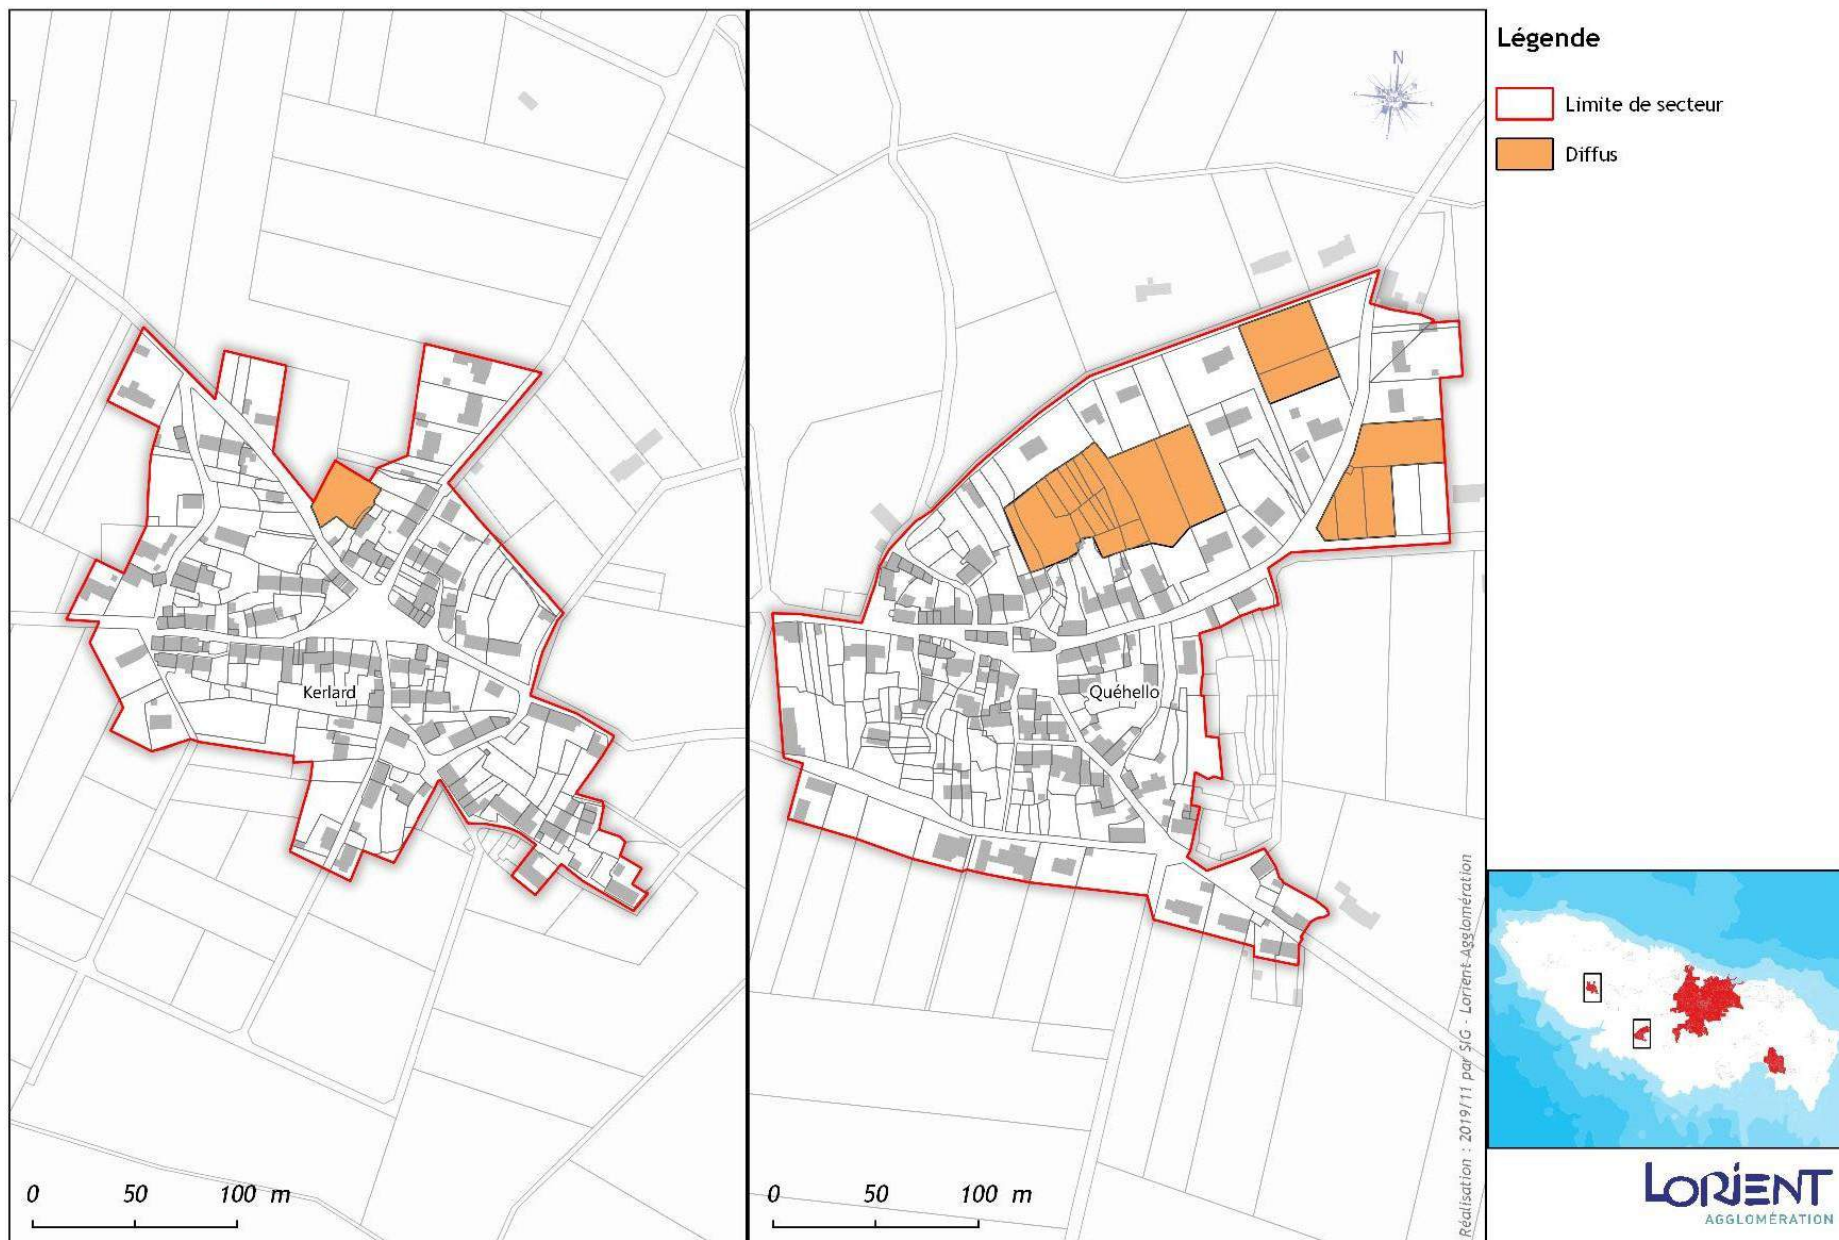 Légende
Limite de secteur
Diffus
N
Kerlard
Quéhello
0 50 100 m
0 50 100 m
Réalisation : 2019/11 par SIG - Lorient Agglomération
LORIENT
AGGLOMÉRATION